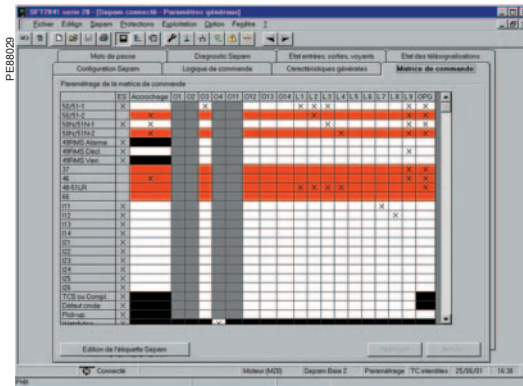 PE88029
SFT2841 serie 20 - [Sepam connecté - Paramètres généraux]
Fichier Edition Sepam Protections Exploitation Option Fenêtre ?
Mots de passe Diagnostic Sepam Etat entrées, sorties, voyants Etat des télésignalisations
Configuration Sepam Logique de commande Caractéristiques générales Matrice de commande
Paramétrage de la matrice de commande
ES Accrochage O1 O2 O3 O4 O11 O12 O13 O14 L1 L2 L3 L4 L5 L6 L7 L8 L9 OPG
50/51-1 X X X X X X X
50/51-2 X X X X
50N/51N-1 X X X X X
50N/51N-2 X X X X
49RMS Alarme X
49RMS Décl. X X
49RMS Verr. X
37 X X
46 X X X
48-51LR X X X X X
66
I11 X X
I12 X X
I13 X
I14 X
I21 X
I22 X
I23 X
I24 X
I25 X
I26 X
TCS ou Compl. X
Défaut cmde X
Pick-up X
X
Edition de l'étiquette Sepam
Connecté Moteur (M20) Sepam Base 2 Paramétrage TC interdites 25/06/01 14:38
Prêt